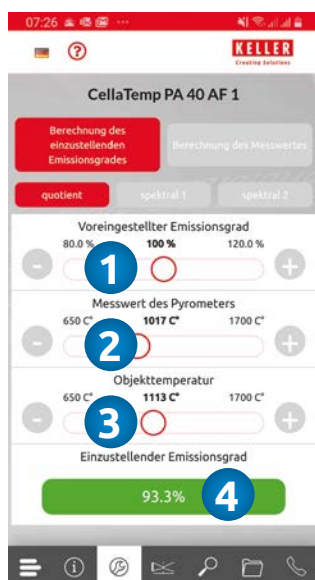 07:26
KELLER
Creating Solutions
CellaTemp PA 40 AF 1
Berechnung des
einzustellenden
Emissionsgrades
Berechnung des Messwertes
quotient
spektral 1
spektral 2
Voreingestellter Emissionsgrad
80.0 %
100 %
120.0 %
1
Messwert des Pyrometers
650 C°
1017 C°
1700 C°
2
Objekttemperatur
650 C°
1113 C°
1700 C°
3
Einzustellender Emissionsgrad
93.3%
4